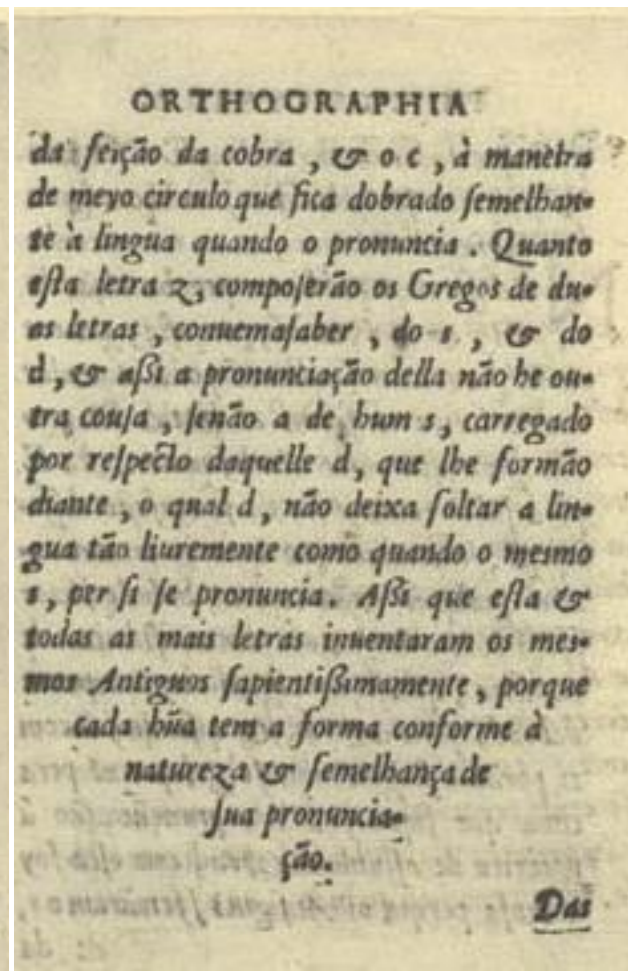 ORTHOGRAPHIA
da feição da cobra , & o c , à maneira
de meyo circulo que fica dobrado ſemelhan-
te à lingua quando o pronuncia . Quanto
eſta letra z, compoſerão os Gregos de du-
as letras , conuemaſaber , do s , & do
d , & aßi a pronunciação della não he ou-
tra couſa , ſenão a de hum s , carregado
por reſpecto daquelle d , que lhe formão
diante , o qual d , não deixa ſoltar a lin-
gua tão liuremente como quando o meſmo
s , per ſi ſe pronuncia . Aßi que eſta &
todas as mais letras inuentaram os meſ-
mos Antiguos ſapientißimamente , porque
cada hũa tem a forma conforme à
natureza & ſemelhança de
ſua pronuncia-
ção.
Das